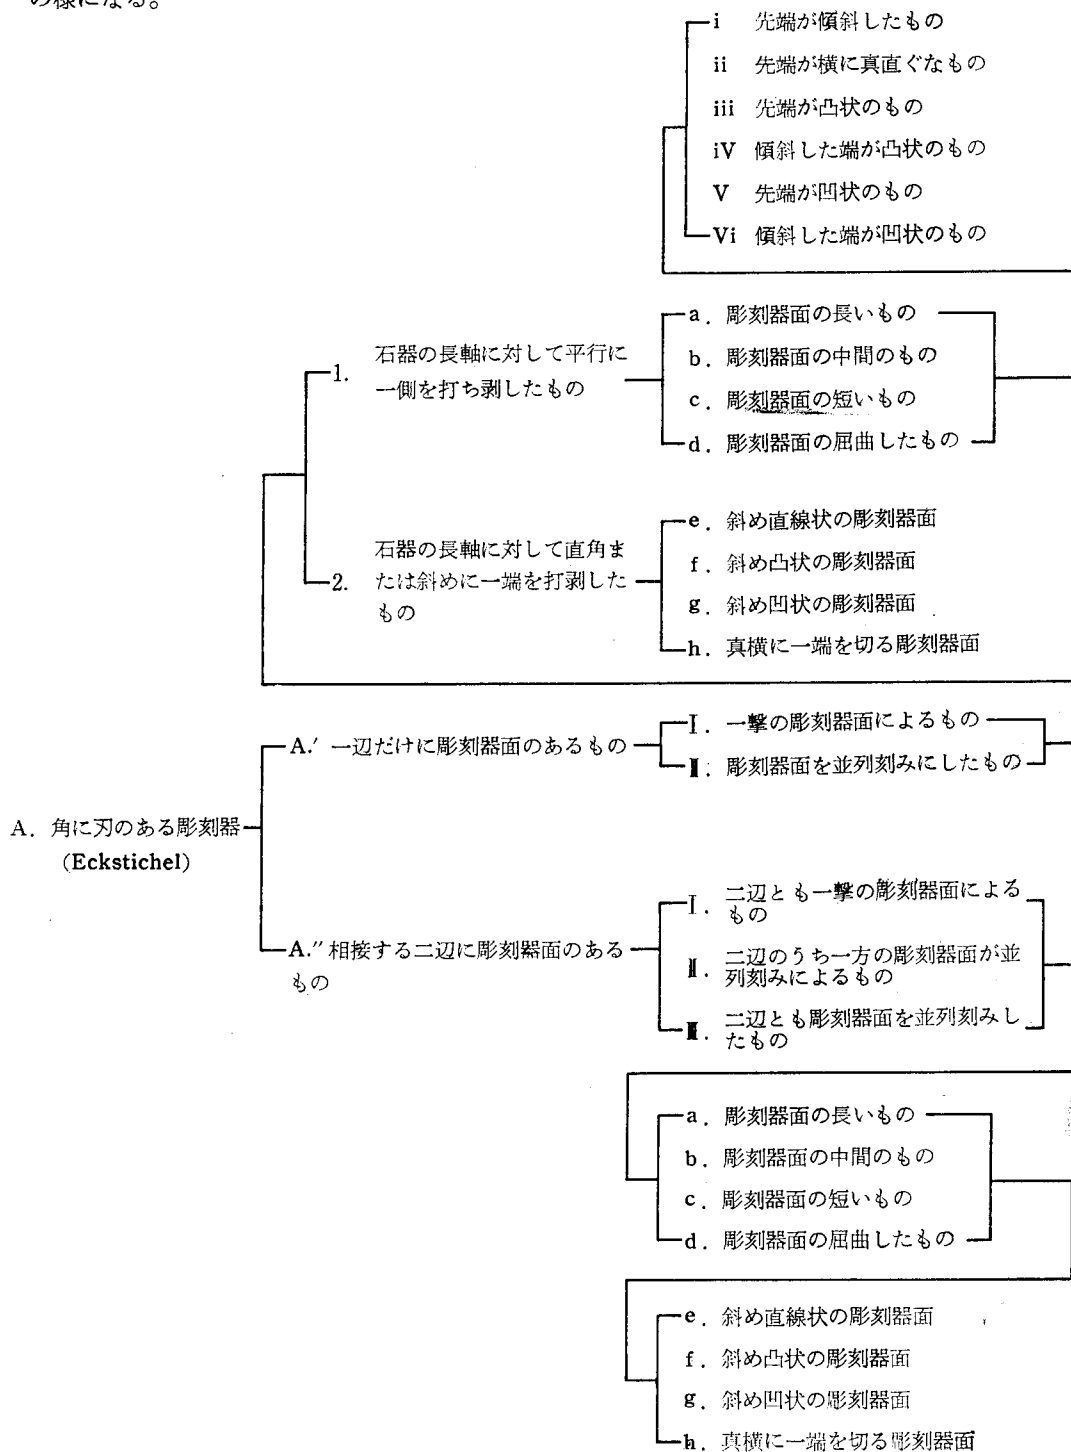 の様になる。
i 先端が傾斜したもの
ii 先端が横に真直ぐなもの
iii 先端が凸状のもの
iV 傾斜した端が凸状のもの
V 先端が凹状のもの
Vi 傾斜した端が凹状のもの
1. 石器の長軸に対して平行に
一側を打ち剥したもの
a. 彫刻器面の長いもの
b. 彫刻器面の中間のもの
c. 彫刻器面の短いもの
d. 彫刻器面の屈曲したもの
2. 石器の長軸に対して直角ま
たは斜めに一端を打剥した
もの
e. 斜め直線状の彫刻器面
f. 斜め凸状の彫刻器面
g. 斜め凹状の彫刻器面
h. 真横に一端を切る彫刻器面
A. 角に刃のある彫刻器
(Eckstichel)
A.′ 一辺だけに彫刻器面のあるもの
Ⅰ. 一撃の彫刻器面によるもの
Ⅱ. 彫刻器面を並列刻みにしたもの
A.″ 相接する二辺に彫刻器面のある
もの
Ⅰ. 二辺とも一撃の彫刻器面による
もの
Ⅱ. 二辺のうち一方の彫刻器面が並
列刻みによるもの
Ⅲ. 二辺とも彫刻器面を並列刻みし
たもの
a. 彫刻器面の長いもの
b. 彫刻器面の中間のもの
c. 彫刻器面の短いもの
d. 彫刻器面の屈曲したもの
e. 斜め直線状の彫刻器面
f. 斜め凸状の彫刻器面
g. 斜め凹状の彫刻器面
h. 真横に一端を切る彫刻器面